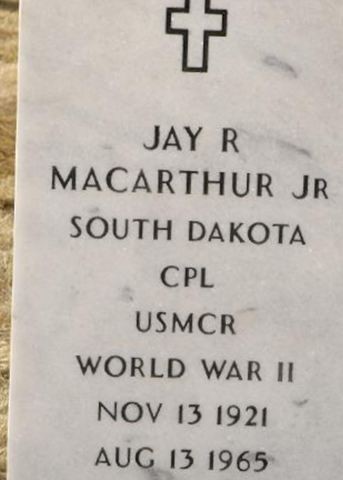 JAY R
MACARTHUR JR
SOUTH DAKOTA
CPL
USMCR
WORLD WAR II
NOV 13 1921
AUG 13 1965